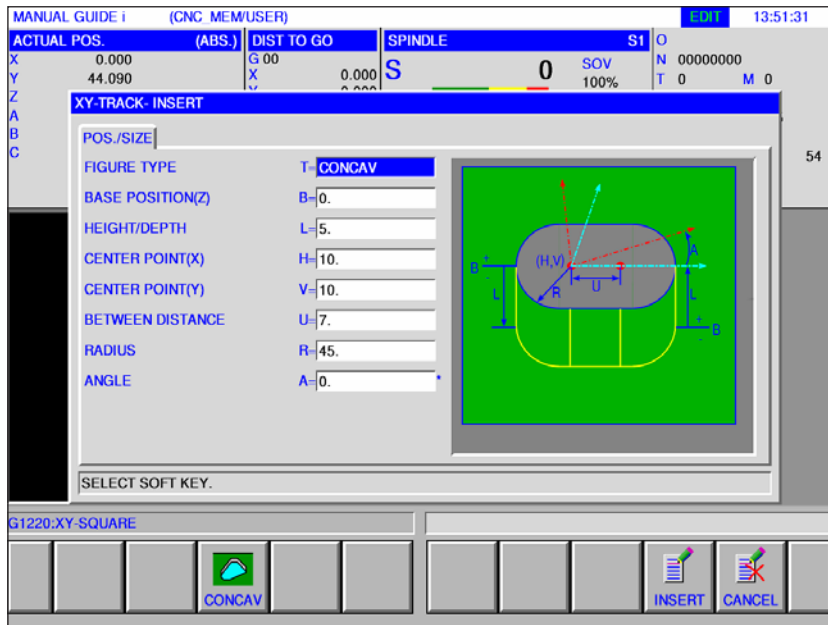 MANUAL GUIDE i (CNC_MEM/USER) EDIT 13:51:31
ACTUAL POS. (ABS.) DIST TO GO SPINDLE S1 O
X 0.000 G 00 N 00000000
Y 44.090 X 0.000 S 0 SOV 100% T 0 M 0
Z
A
B
C 54
XY-TRACK- INSERT
POS./SIZE
FIGURE TYPE T=CONCAV
BASE POSITION(Z) B=0.
HEIGHT/DEPTH L=5.
CENTER POINT(X) H=10.
CENTER POINT(Y) V=10.
BETWEEN DISTANCE U=7.
RADIUS R=45.
ANGLE A=0. *
B + - (H,V) A
L R U L
+ B -
SELECT SOFT KEY.
G1220:XY-SQUARE
CONCAV INSERT CANCEL